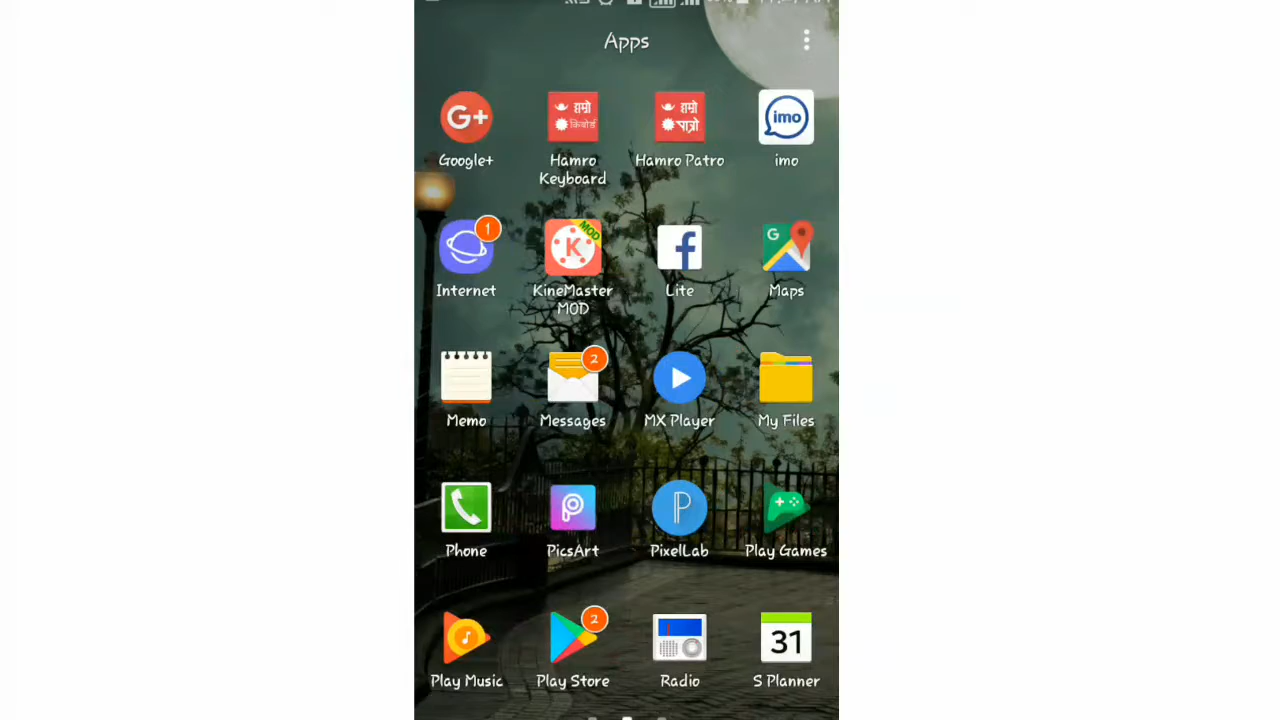 Apps
G+
हाम्रो
किबोर्ड
हाम्रो
पात्रो
imo
Google+
Hamro
Keyboard
Hamro Patro
imo
1
K
MOD
f
G
Internet
KineMaster
MOD
Lite
Maps
2
Memo
Messages
MX Player
My Files
Phone
PicsArt
PixelLab
Play Games
2
31
Play Music
Play Store
Radio
S Planner